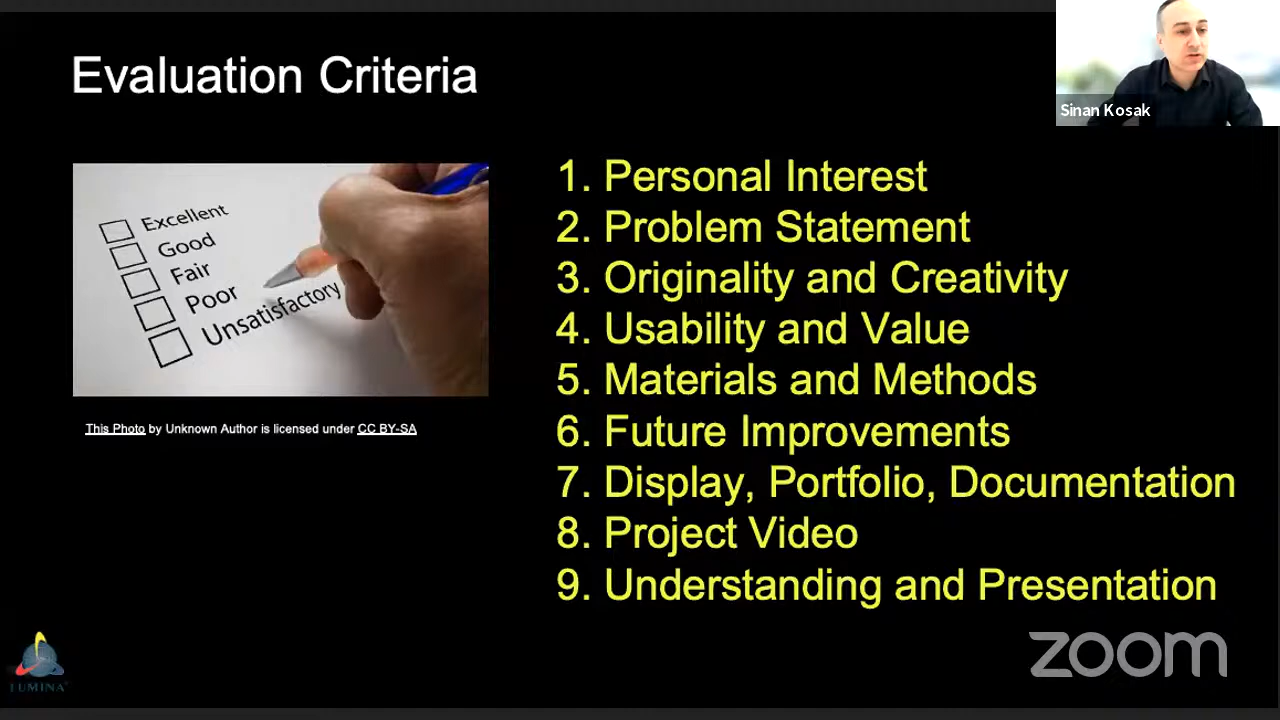 Evaluation Criteria
Sinan Kosak
Excellent
Good
Fair
Poor
Unsatisfactory
This Photo by Unknown Author is licensed under CC BY-SA
1. Personal Interest
2. Problem Statement
3. Originality and Creativity
4. Usability and Value
5. Materials and Methods
6. Future Improvements
7. Display, Portfolio, Documentation
8. Project Video
9. Understanding and Presentation
LUMINA
zoom